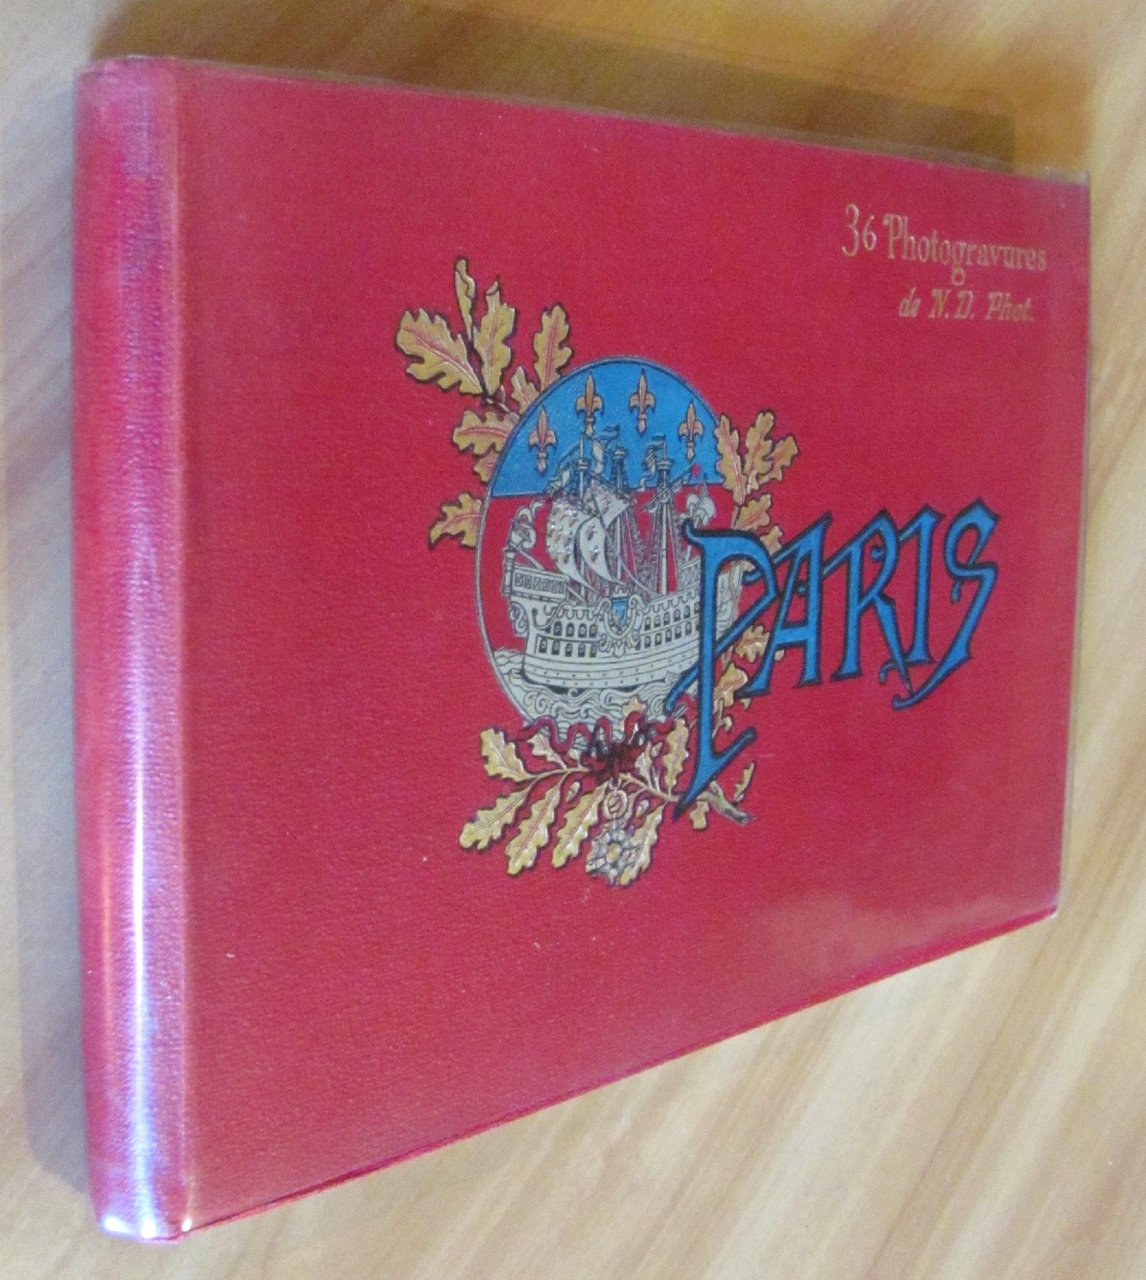 36 Photogravures
de N. D. Phot.
PARIS